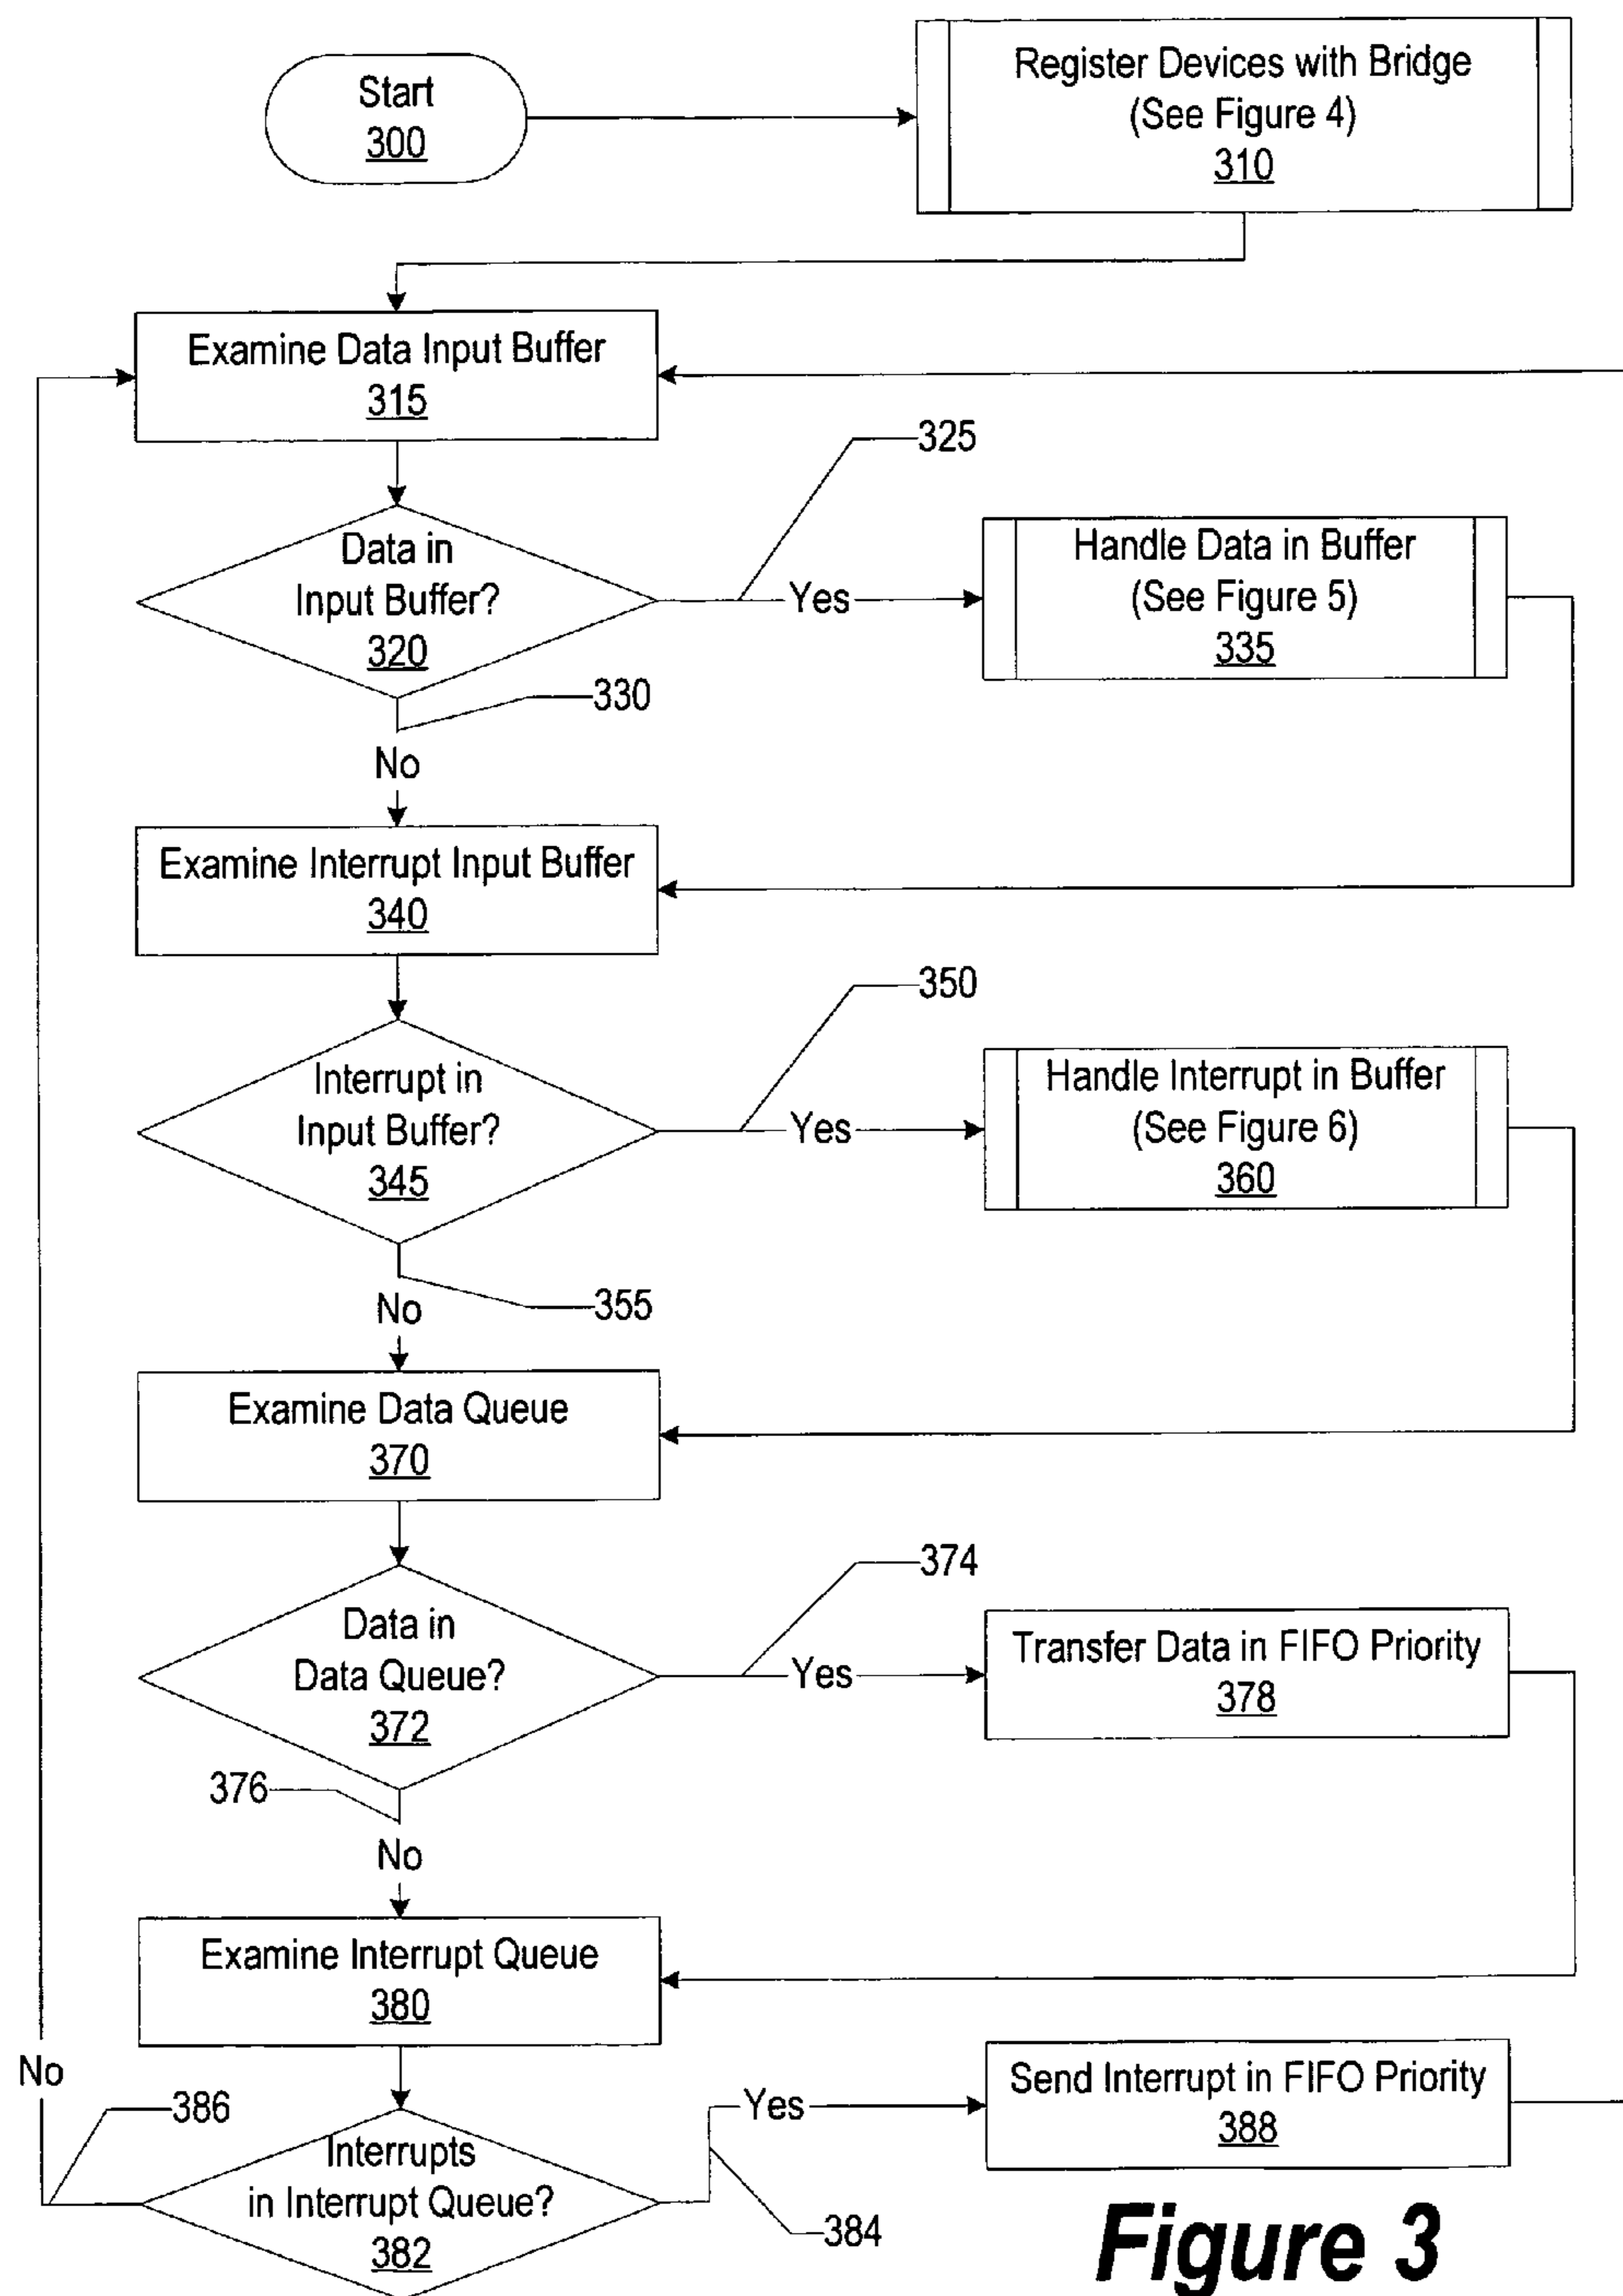 Start
300
Register Devices with Bridge
(See Figure 4)
310
Examine Data Input Buffer
315
325
Data in
Input Buffer?
320
Yes
Handle Data in Buffer
(See Figure 5)
335
330
No
Examine Interrupt Input Buffer
340
350
Interrupt in
Input Buffer?
345
Yes
Handle Interrupt in Buffer
(See Figure 6)
360
355
No
Examine Data Queue
370
374
Data in
Data Queue?
372
Yes
Transfer Data in FIFO Priority
378
376
No
Examine Interrupt Queue
380
No
386
Interrupts
in Interrupt Queue?
382
Yes
Send Interrupt in FIFO Priority
388
384
Figure 3